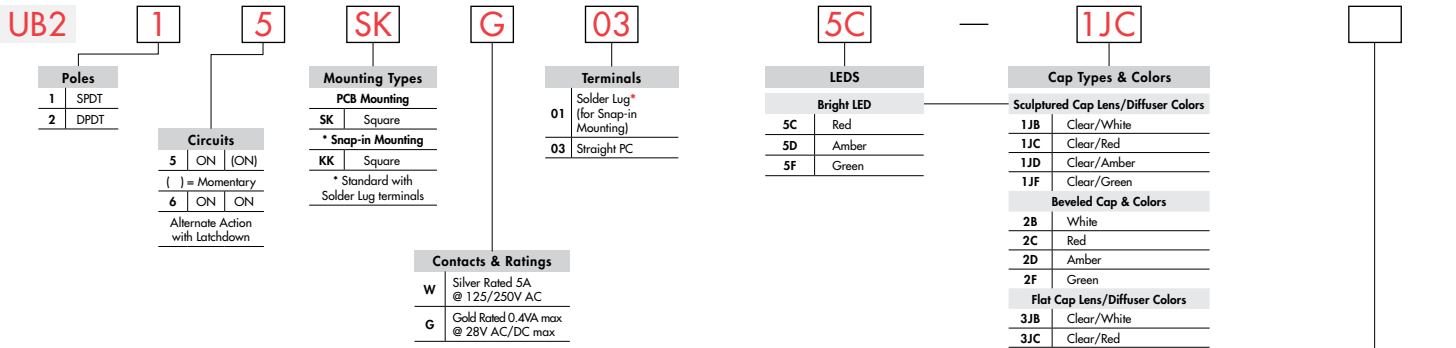 UB2 1 5 SK G 03 5C — 1JC
Poles
1 SPDT
2 DPDT
Circuits
5 ON (ON)
( ) = Momentary
6 ON ON
Alternate Action
with Latchdown
Mounting Types
PCB Mounting
SK Square
* Snap-in Mounting
KK Square
* Standard with
Solder Lug terminals
Contacts & Ratings
W Silver Rated 5A
@ 125/250V AC
G Gold Rated 0.4VA max
@ 28V AC/DC max
Terminals
01 Solder Lug*
(for Snap-in
Mounting)
03 Straight PC
LEDS
Bright LED
5C Red
5D Amber
5F Green
Cap Types & Colors
Sculptured Cap Lens/Diffuser Colors
1JB Clear/White
1JC Clear/Red
1JD Clear/Amber
1JF Clear/Green
Beveled Cap & Colors
2B White
2C Red
2D Amber
2F Green
Flat Cap Lens/Diffuser Colors
3JB Clear/White
3JC Clear/Red